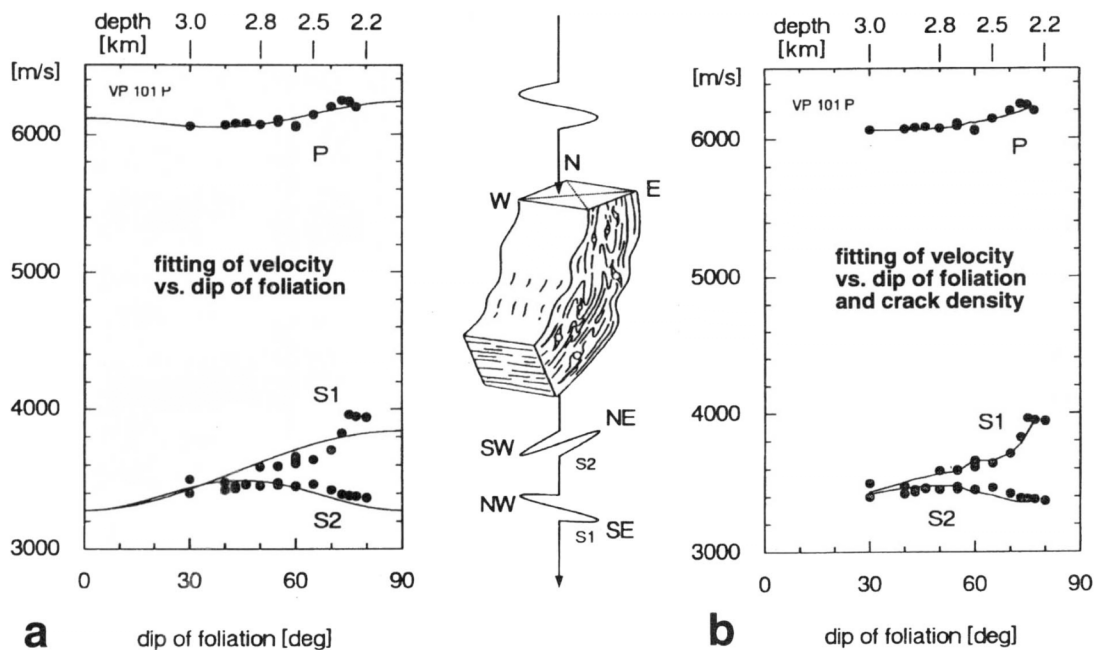 depth 3.0 2.8 2.5 2.2
[km]
[m/s]
VP 101 P
6000
P
5000
fitting of velocity
vs. dip of foliation
S1
4000
S2
3000
0 30 60 90
a
dip of foliation [deg]
N
W E
NE
SW
S2
NW
S1 SE
depth 3.0 2.8 2.5 2.2
[km]
[m/s]
VP 101 P
6000
P
5000
fitting of velocity
vs. dip of foliation
and crack density
4000
S1
S2
3000
0 30 60 90
b
dip of foliation [deg]